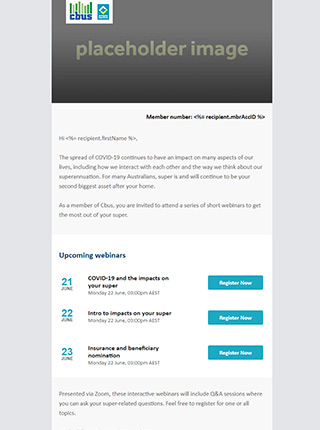 cbus
placeholder image
Member number: <%= recipient.mbrAccID %>
Hi <%= recipient.firstName %>,
The spread of COVID-19 continues to have an impact on many aspects of our
lives, including how we interact with each other and the way we think about our
superannuation. For many Australians, super is and will continue to be your
second biggest asset after your home.
As a member of Cbus, you are invited to attend a series of short webinars to get
the most out of your super.
Upcoming webinars
21
JUNE
COVID-19 and the impacts on
your super
Monday 22 June, 03:00pm AEST
Register Now
22
JUNE
Intro to impacts on your super
Monday 22 June, 03:00pm AEST
Register Now
23
JUNE
Insurance and beneficiary
nomination
Monday 22 June, 03:00pm AEST
Register Now
Presented via Zoom, these interactive webinars will include Q&A sessions where
you can ask your super-related questions. Feel free to register for one or all
topics.